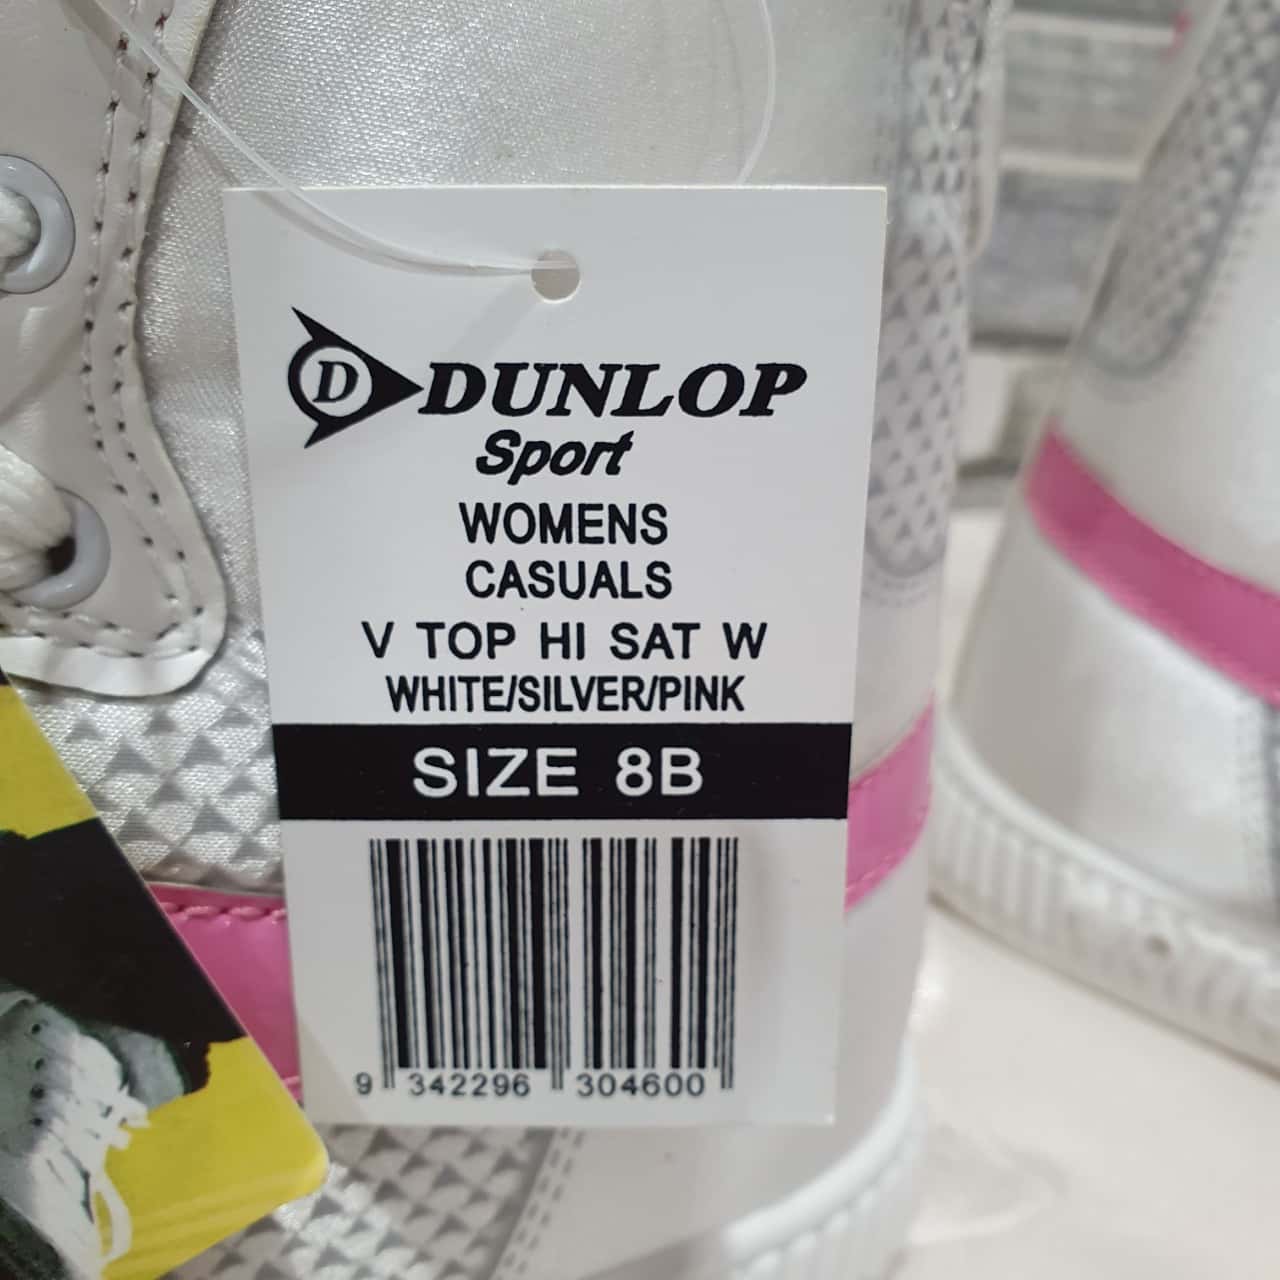 D DUNLOP
Sport
WOMENS
CASUALS
V TOP HI SAT W
WHITE/SILVER/PINK
SIZE 8B
9 342296 304600